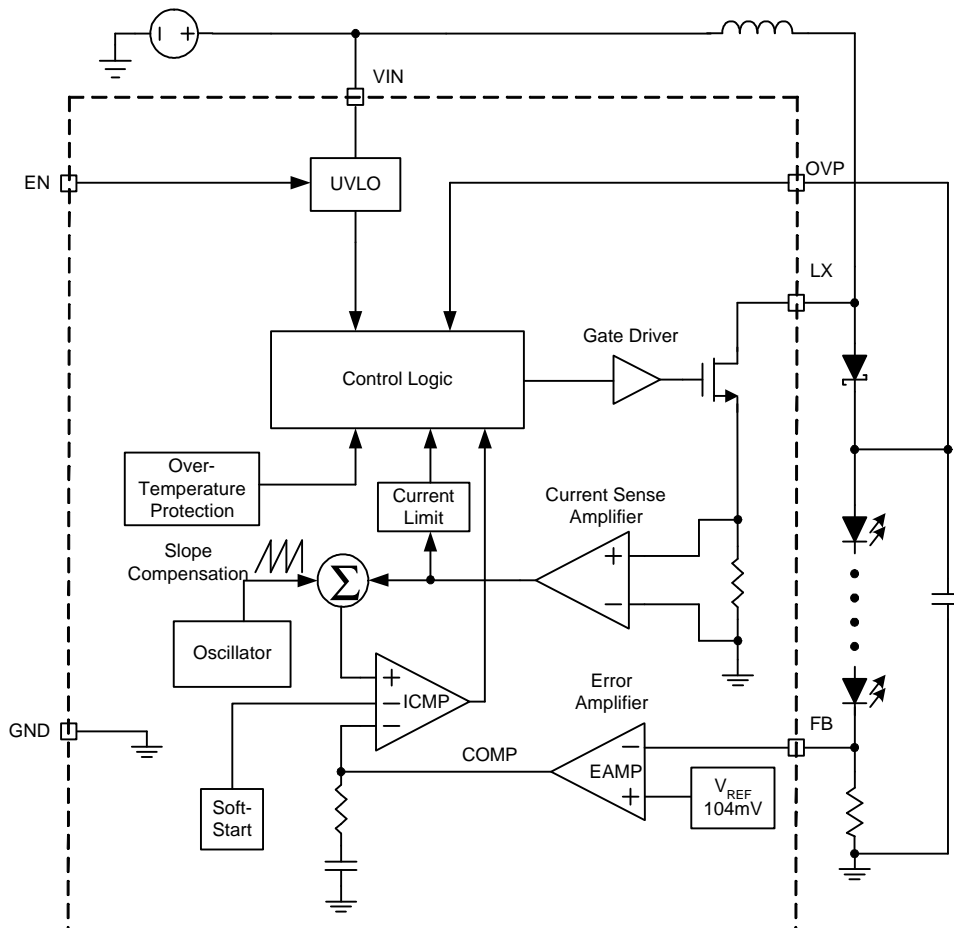 VIN
EN
UVLO
OVP
LX
Gate Driver
Control Logic
Over-
Temperature
Protection
Current
Limit
Current Sense
Amplifier
+
−
Slope
Compensation
Σ
Oscillator
+
−
ICMP
−
Error
Amplifier
GND
FB
COMP
−
EAMP
+
VREF
104mV
Soft-
Start